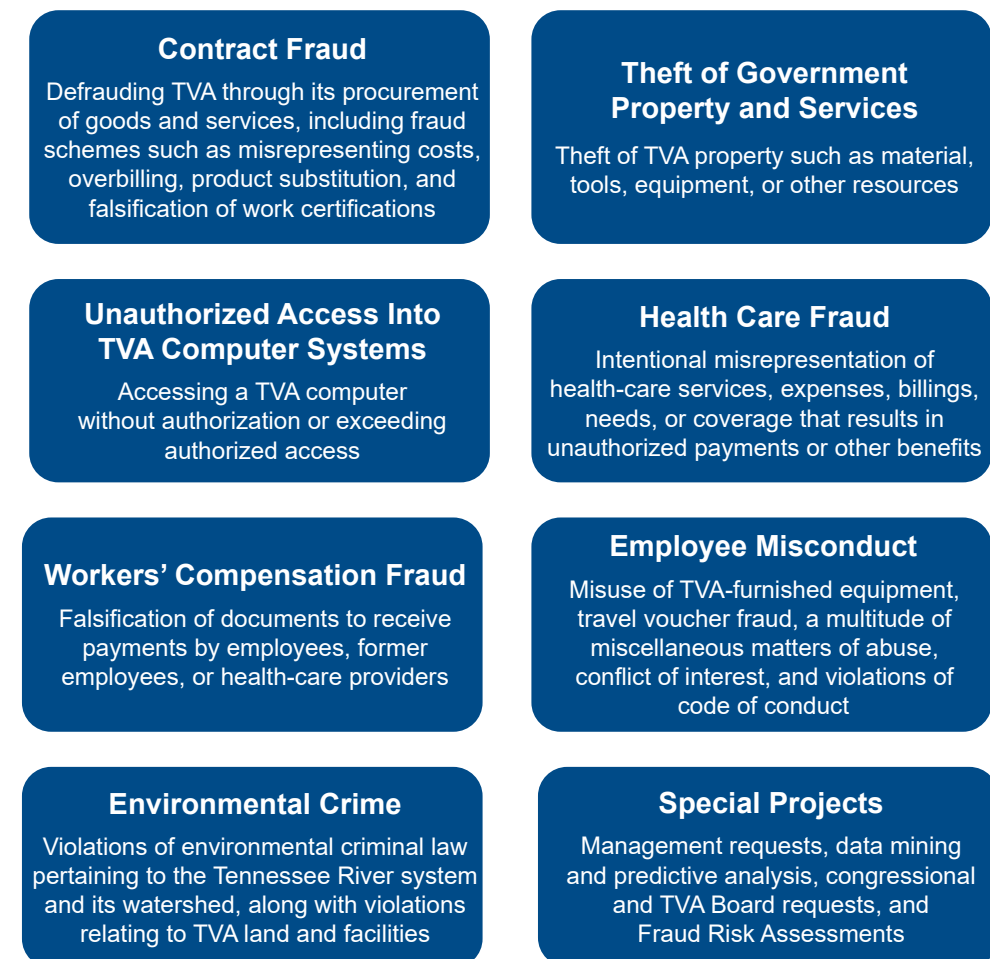 Contract Fraud
Defrauding TVA through its procurement
of goods and services, including fraud
schemes such as misrepresenting costs,
overbilling, product substitution, and
falsification of work certifications
Theft of Government
Property and Services
Theft of TVA property such as material,
tools, equipment, or other resources
Unauthorized Access Into
TVA Computer Systems
Accessing a TVA computer
without authorization or exceeding
authorized access
Health Care Fraud
Intentional misrepresentation of
health-care services, expenses, billings,
needs, or coverage that results in
unauthorized payments or other benefits
Workers’ Compensation Fraud
Falsification of documents to receive
payments by employees, former
employees, or health-care providers
Employee Misconduct
Misuse of TVA-furnished equipment,
travel voucher fraud, a multitude of
miscellaneous matters of abuse,
conflict of interest, and violations of
code of conduct
Environmental Crime
Violations of environmental criminal law
pertaining to the Tennessee River system
and its watershed, along with violations
relating to TVA land and facilities
Special Projects
Management requests, data mining
and predictive analysis, congressional
and TVA Board requests, and
Fraud Risk Assessments